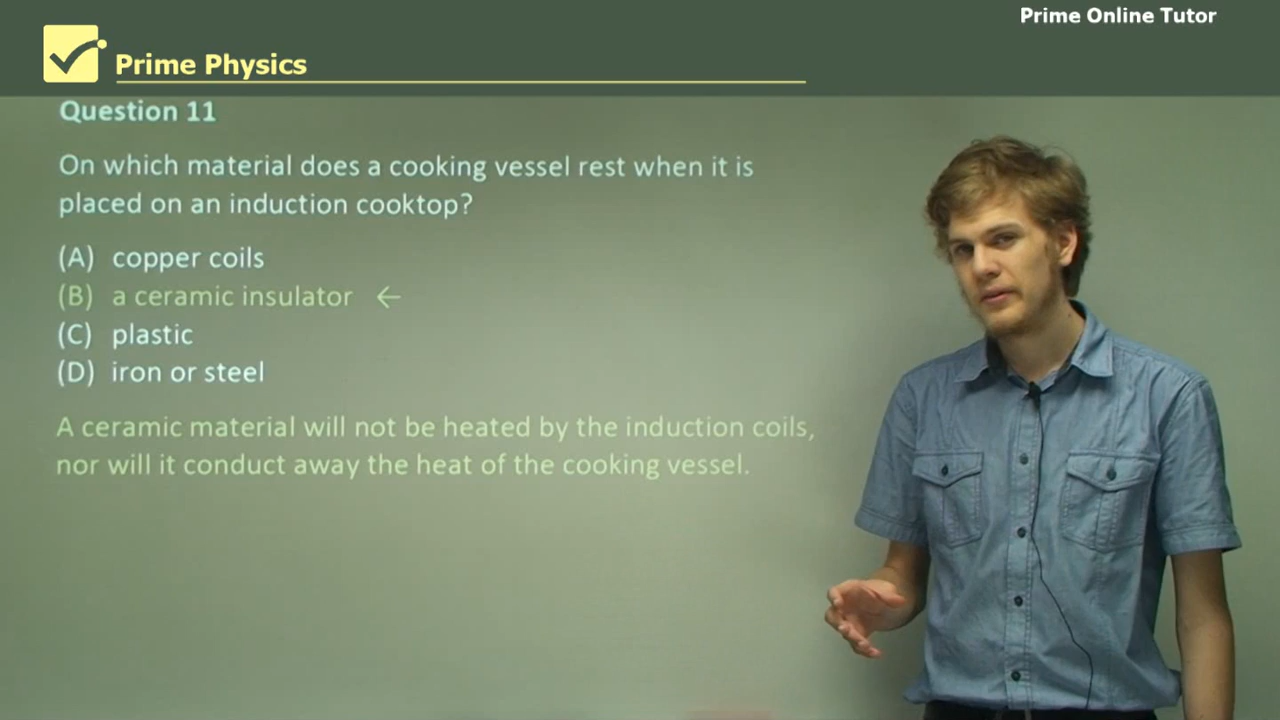 Prime Online Tutor
Prime Physics
Question 11
On which material does a cooking vessel rest when it is
placed on an induction cooktop?
(A) copper coils
(B) a ceramic insulator ←
(C) plastic
(D) iron or steel
A ceramic material will not be heated by the induction coils,
nor will it conduct away the heat of the cooking vessel.